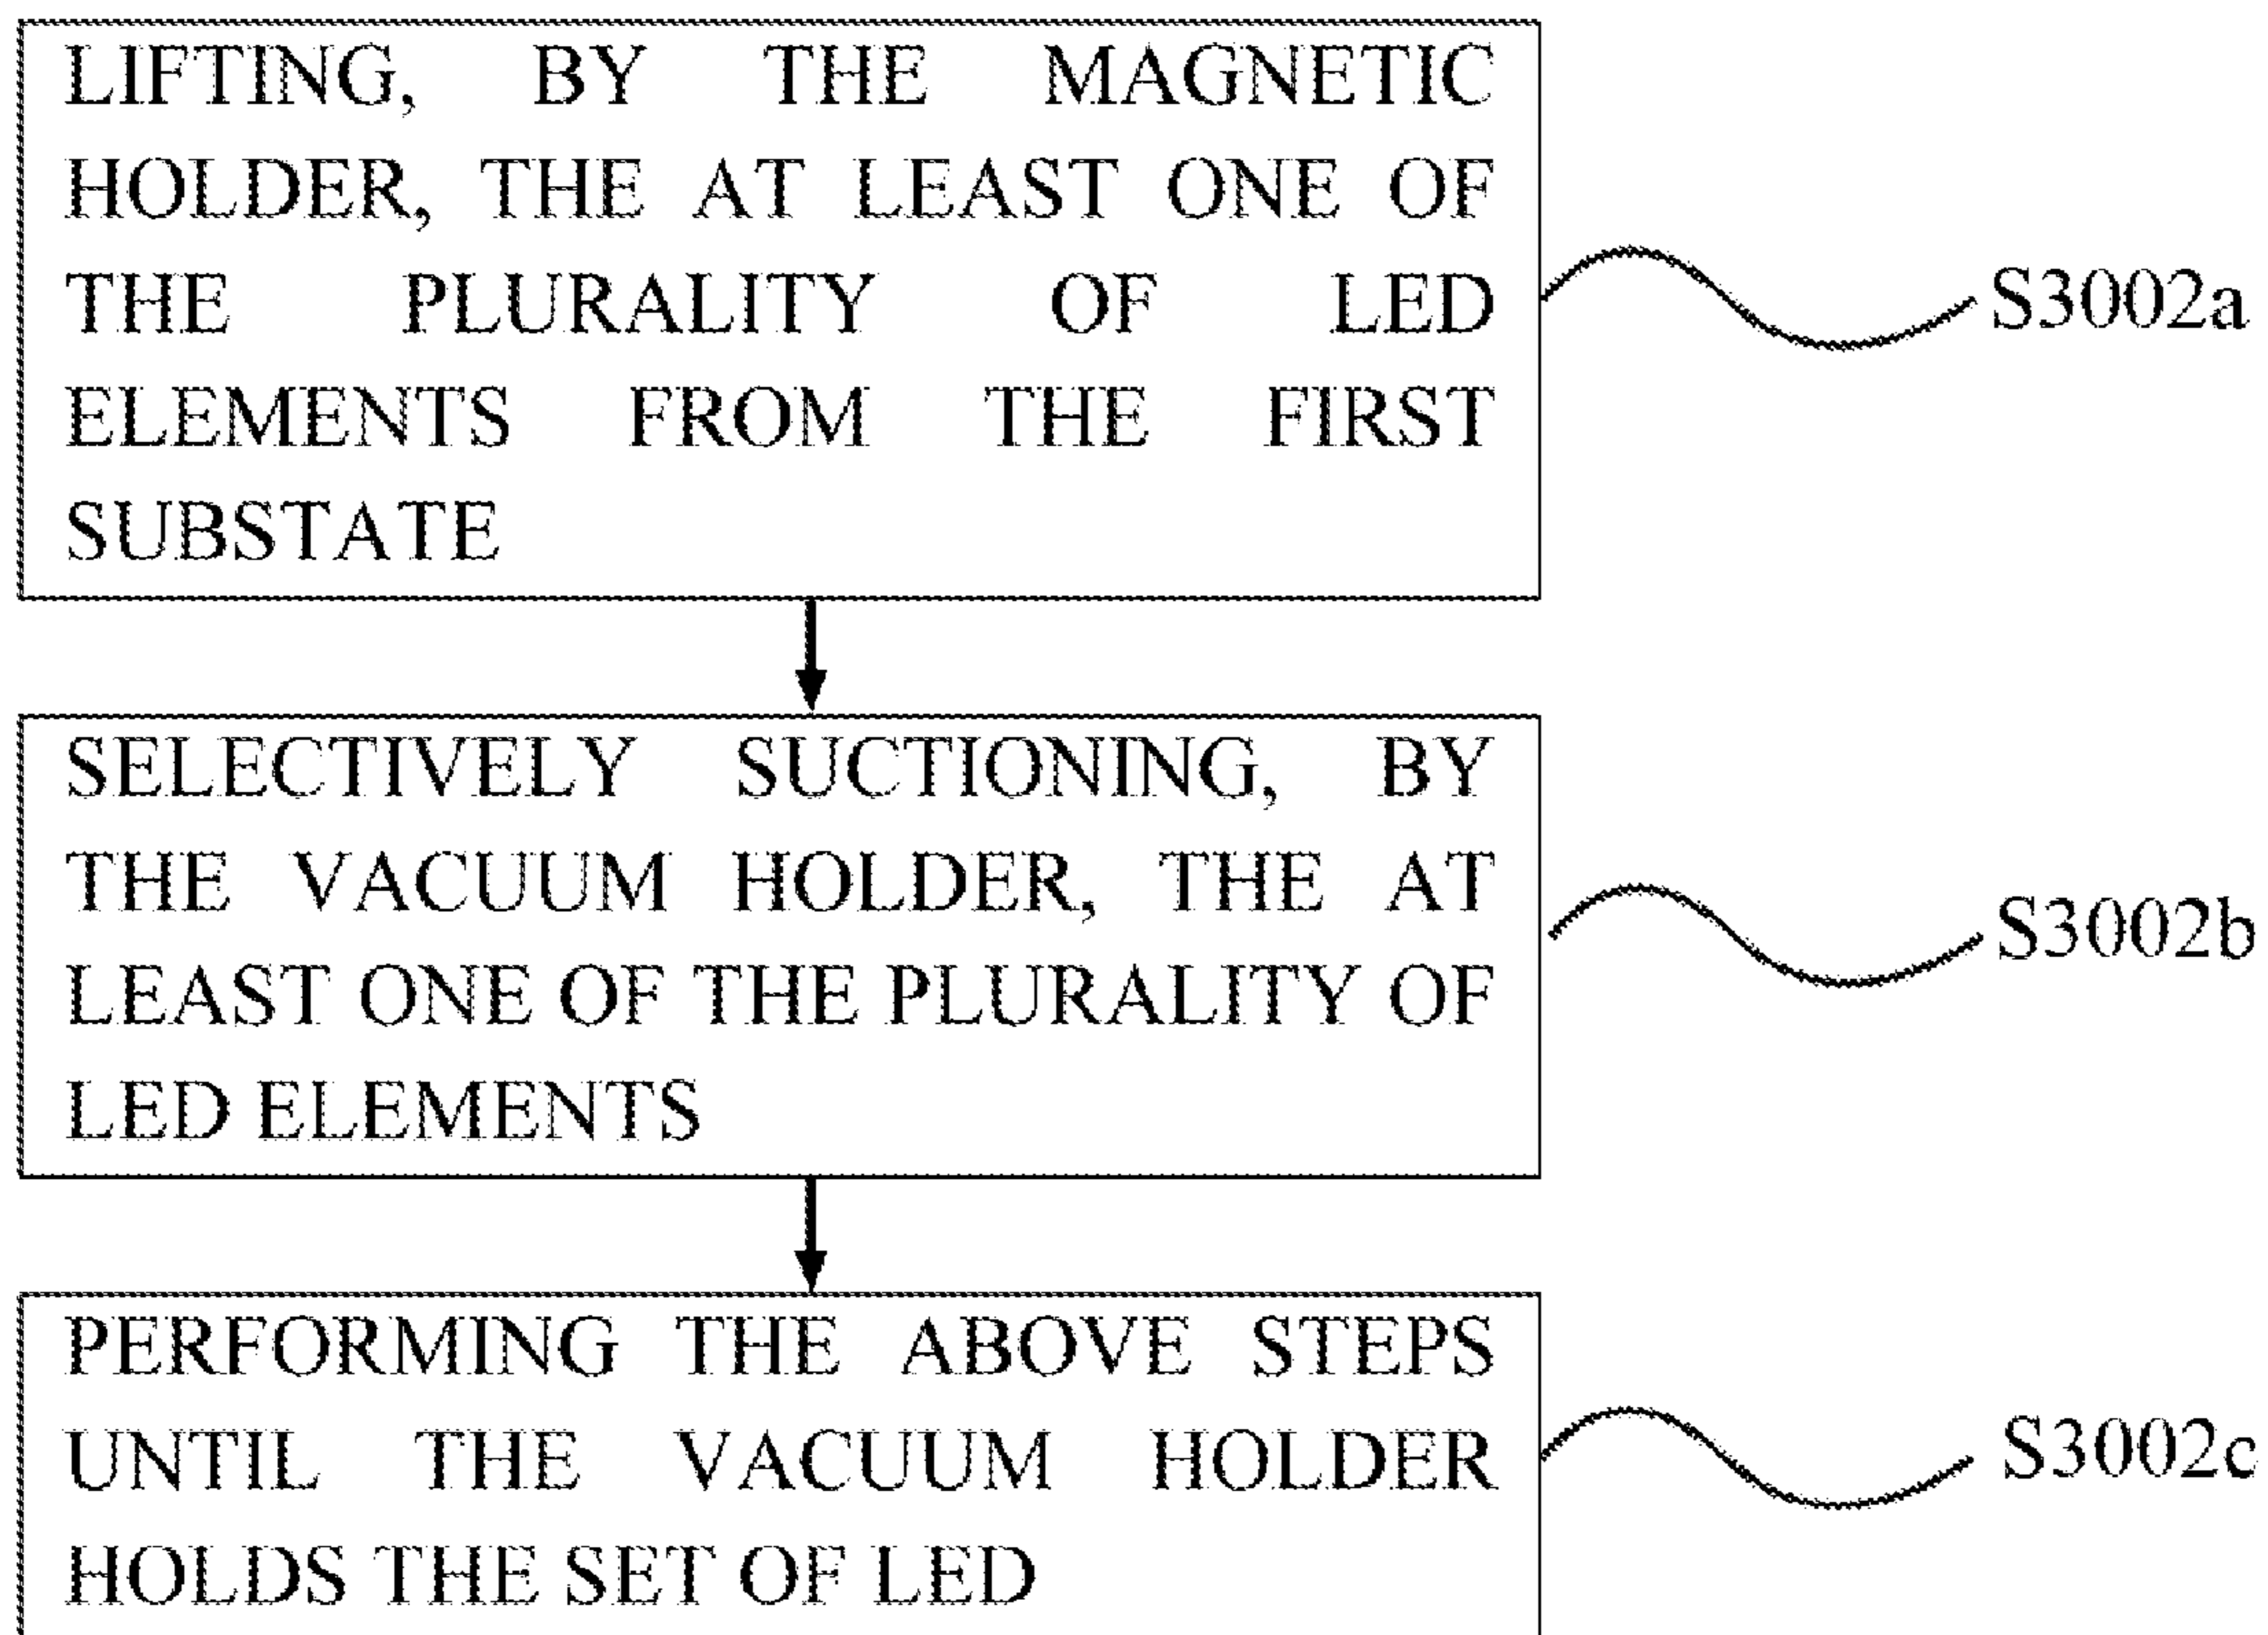 LIFTING, BY THE MAGNETIC
HOLDER, THE AT LEAST ONE OF
THE PLURALITY OF LED
ELEMENTS FROM THE FIRST
SUBSTATE
S3002a
SELECTIVELY SUCTIONING, BY
THE VACUUM HOLDER, THE AT
LEAST ONE OF THE PLURALITY OF
LED ELEMENTS
S3002b
PERFORMING THE ABOVE STEPS
UNTIL THE VACUUM HOLDER
HOLDS THE SET OF LED
S3002c